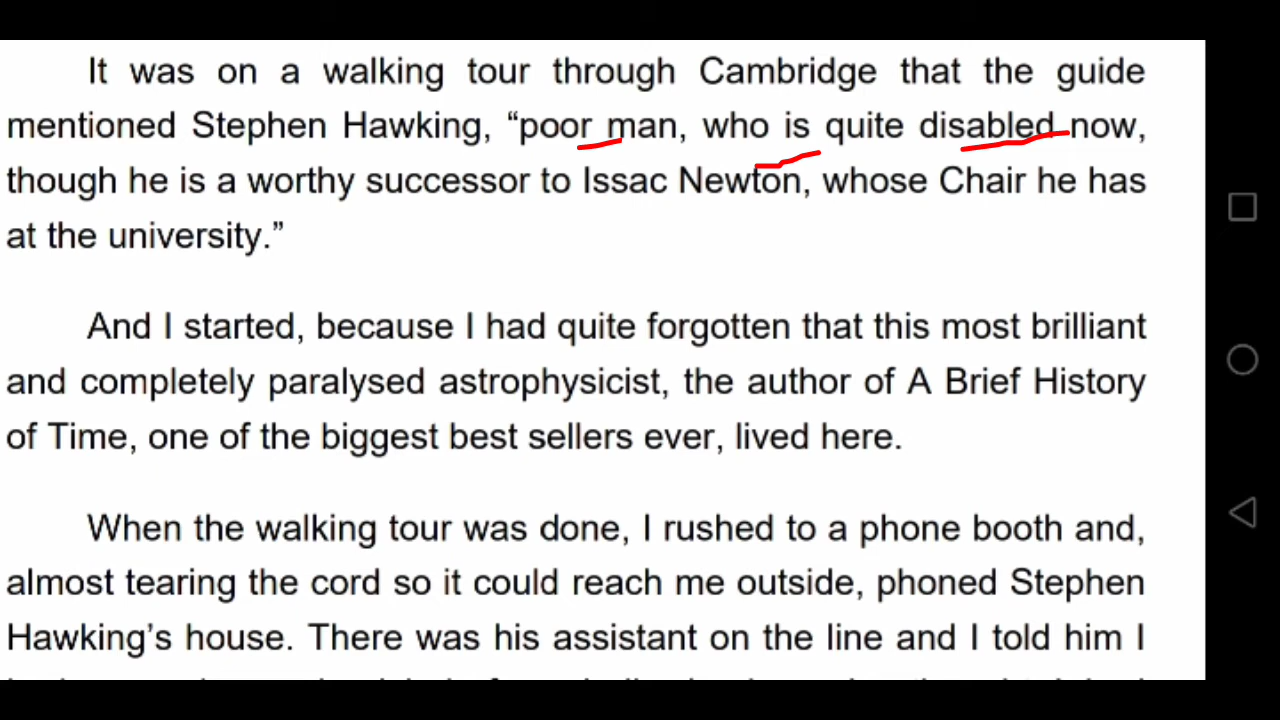 It was on a walking tour through Cambridge that the guide
mentioned Stephen Hawking, “poor man, who is quite disabled now,
though he is a worthy successor to Issac Newton, whose Chair he has
at the university.”
And I started, because I had quite forgotten that this most brilliant
and completely paralysed astrophysicist, the author of A Brief History
of Time, one of the biggest best sellers ever, lived here.
When the walking tour was done, I rushed to a phone booth and,
almost tearing the cord so it could reach me outside, phoned Stephen
Hawking’s house. There was his assistant on the line and I told him I